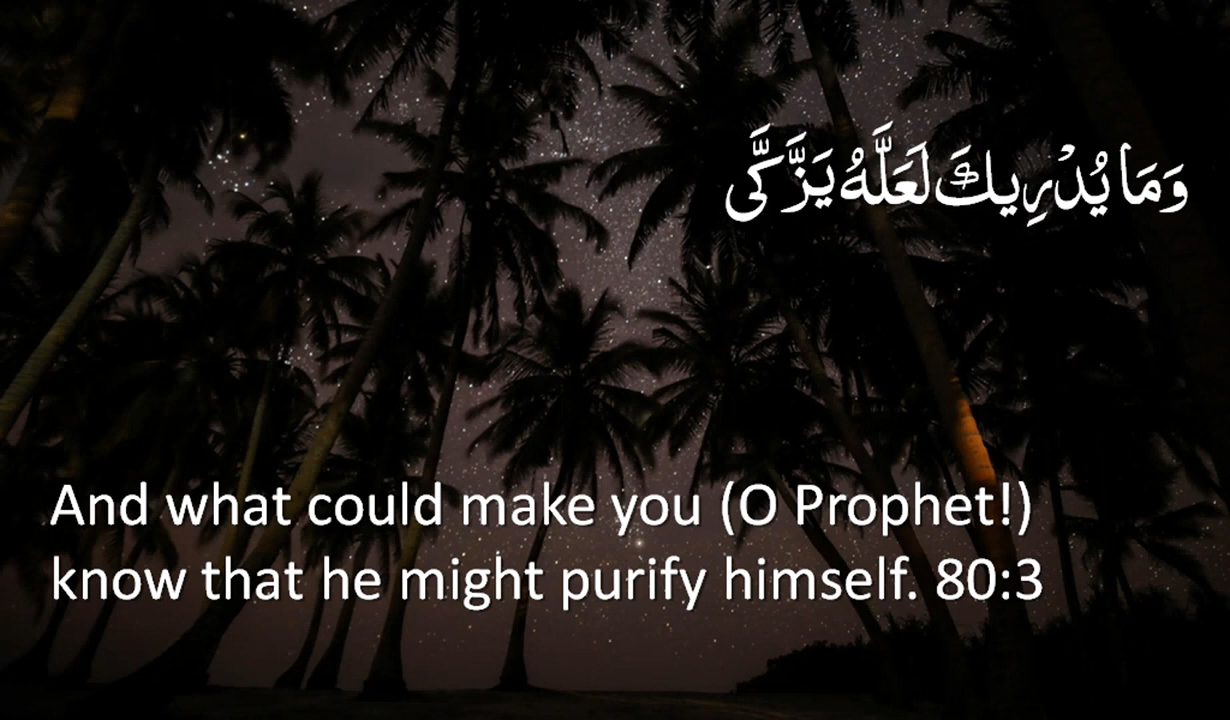 وَمَا يُدْرِيكَ لَعَلَّهُ يَزَّكَّى
And what could make you (O Prophet!)
know that he might purify himself. 80:3